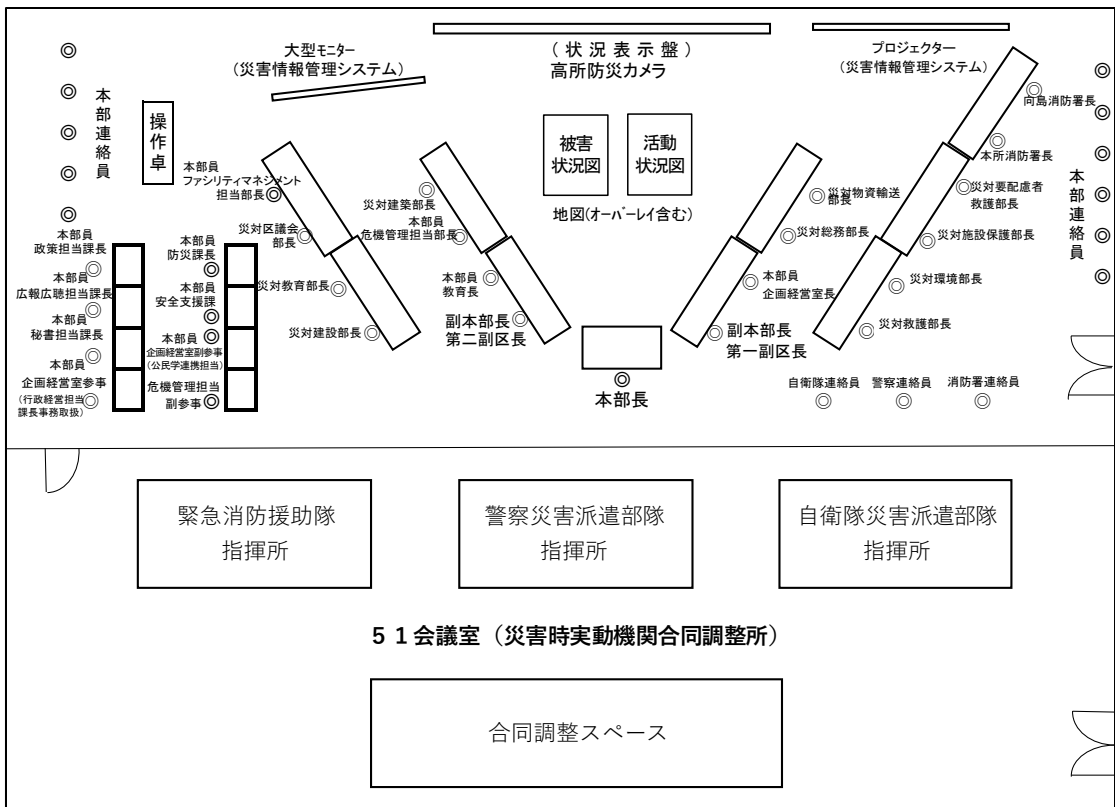 大型モニター
(災害情報管理システム)
(状況表示盤)
高所防災カメラ
プロジェクター
(災害情報管理システム)
本部連絡員
操作卓
被害
状況図
活動
状況図
地図(オーバーレイ含む)
本部連絡員
本部員
ファシリティマネジメント
担当部長
災対区議会
部長
災対教育部長
災対建設部長
災対建築部長
本部員
危機管理担当部長
本部員
教育長
副本部長
第二副区長
本部長
副本部長
第一副区長
本部員
企画経営室長
災対総務部長
災対物資輸送
部長
向島消防署長
本所消防署長
災対要配慮者
救護部長
災対施設保護部長
災対環境部長
災対救護部長
自衛隊連絡員
警察連絡員
消防署連絡員
本部員
政策担当課長
本部員
広報広聴担当課長
本部員
秘書担当課長
本部員
企画経営室参事
(行政経営担当
課長事務取扱)
本部員
防災課長
本部員
安全支援課
本部員
企画経営室副参事
(公民学連携担当)
危機管理担当
副参事
緊急消防援助隊
指揮所
警察災害派遣部隊
指揮所
自衛隊災害派遣部隊
指揮所
51会議室(災害時実動機関合同調整所)
合同調整スペース